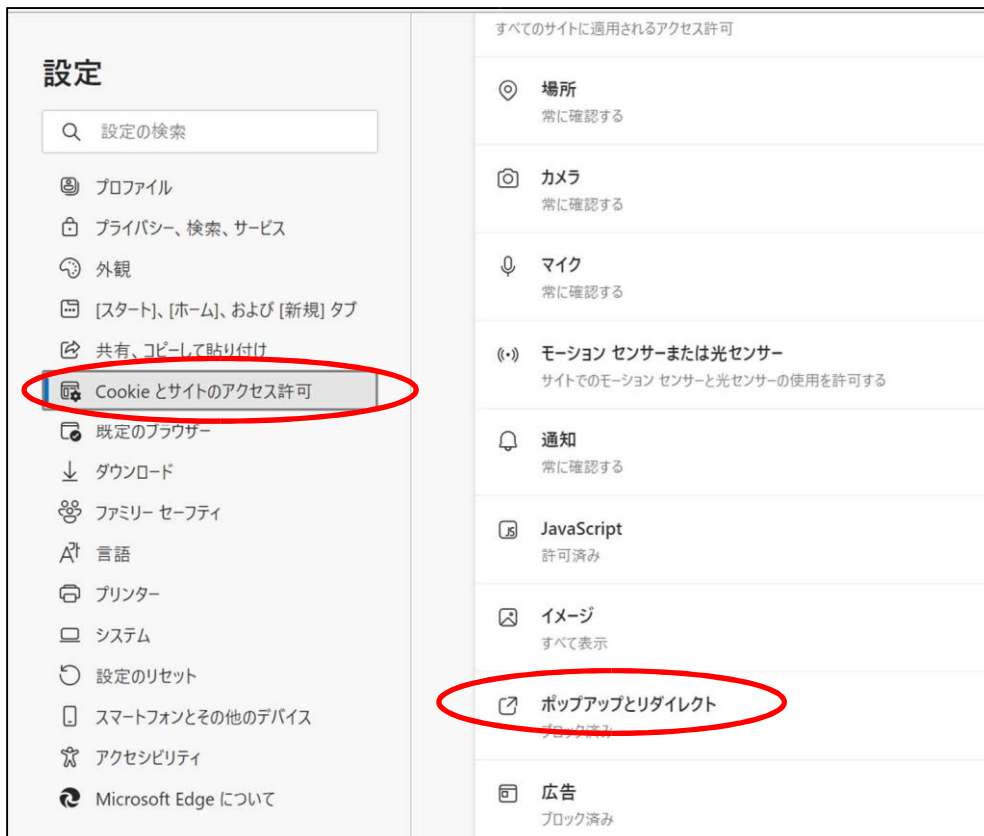 設定
設定の検索
プロファイル
プライバシー、検索、サービス
外観
[スタート]、[ホーム]、および [新規] タブ
共有、コピーして貼り付け
Cookie とサイトのアクセス許可
既定のブラウザー
ダウンロード
ファミリー セーフティ
言語
プリンター
システム
設定のリセット
スマートフォンとその他のデバイス
アクセシビリティ
Microsoft Edge について
すべてのサイトに適用されるアクセス許可
場所
常に確認する
カメラ
常に確認する
マイク
常に確認する
モーション センサーまたは光センサー
サイトでのモーション センサーと光センサーの使用を許可する
通知
常に確認する
JavaScript
許可済み
イメージ
すべて表示
ポップアップとリダイレクト
ブロック済み
広告
ブロック済み